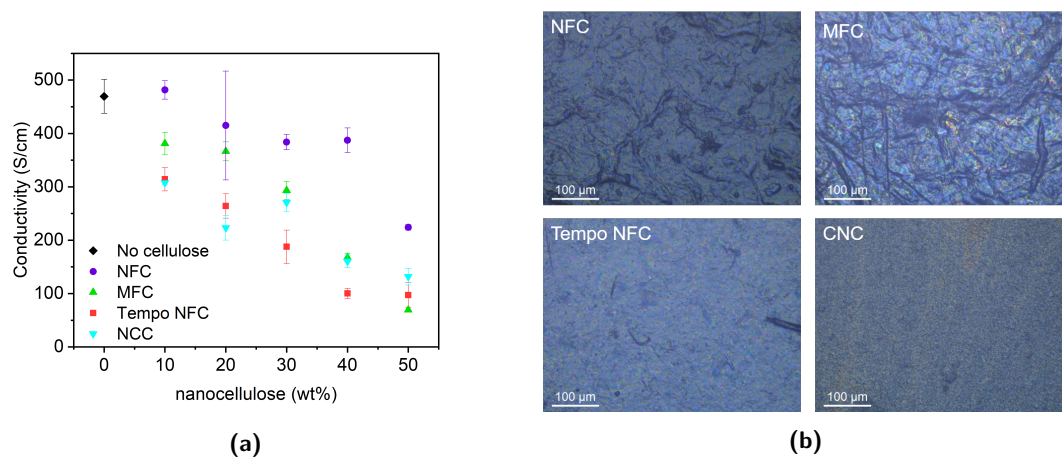 500
400
300
200
100
0
Conductivity (S/cm)
No cellulose
NFC
MFC
Tempo NFC
NCC
0 10 20 30 40 50
nanocellulose (wt%)
(a)
NFC
100 µm
MFC
100 µm
Tempo NFC
100 µm
CNC
100 µm
(b)